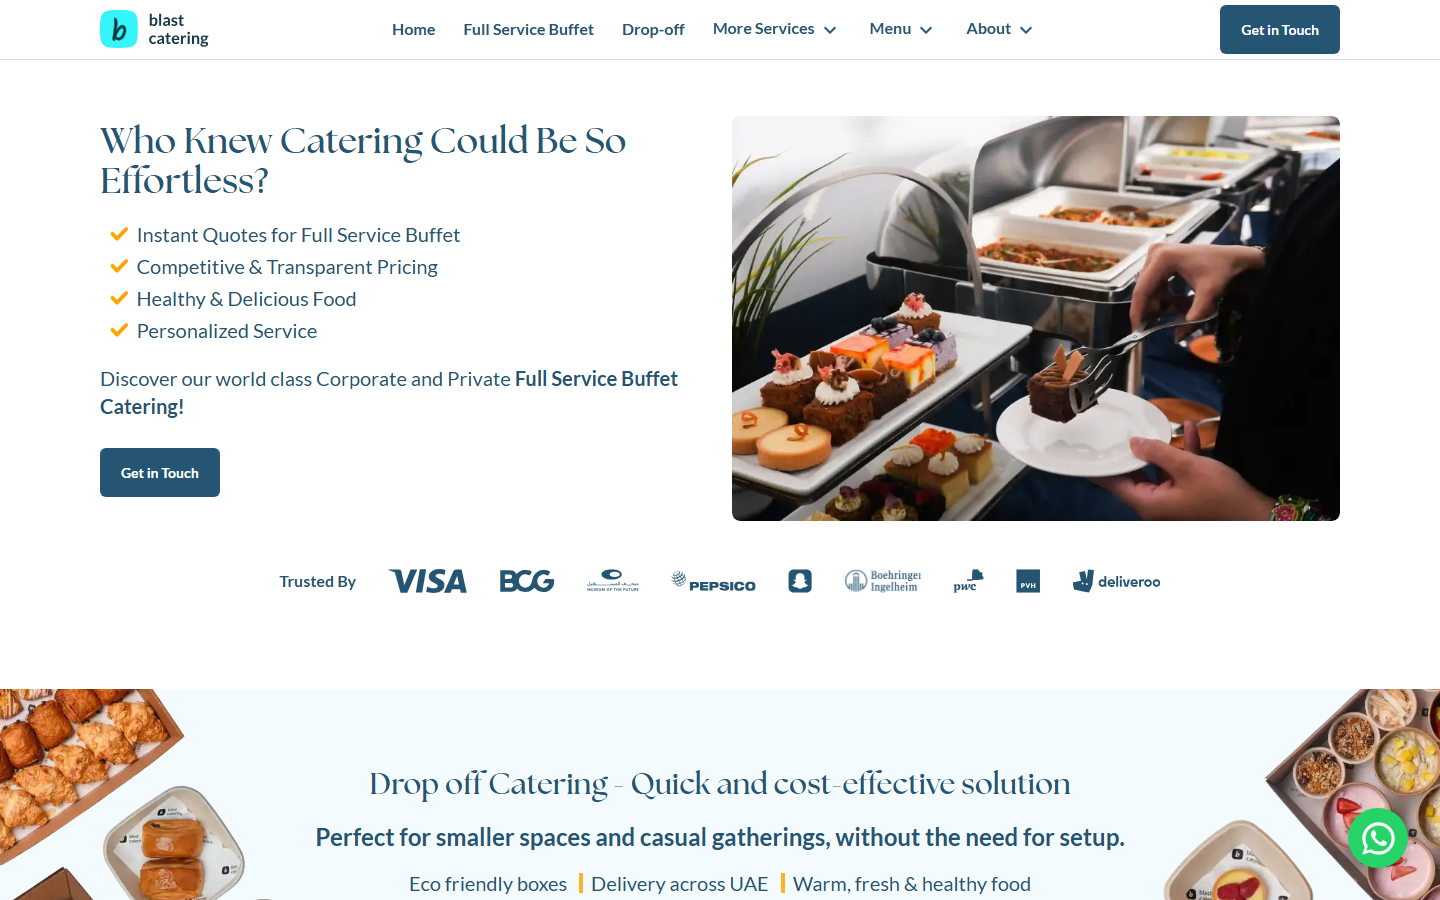 blast
catering
Home
Full Service Buffet
Drop-off
More Services
Menu
About
Get in Touch
Who Knew Catering Could Be So
Effortless?
Instant Quotes for Full Service Buffet
Competitive & Transparent Pricing
Healthy & Delicious Food
Personalized Service
Discover our world class Corporate and Private Full Service Buffet
Catering!
Get in Touch
Trusted By
VISA
BCG
MUSEUM OF THE FUTURE
PEPSICO
Boehringer
Ingelheim
pwc
PVH
deliveroo
Drop off Catering - Quick and cost-effective solution
Perfect for smaller spaces and casual gatherings, without the need for setup.
Eco friendly boxes
Delivery across UAE
Warm, fresh & healthy food